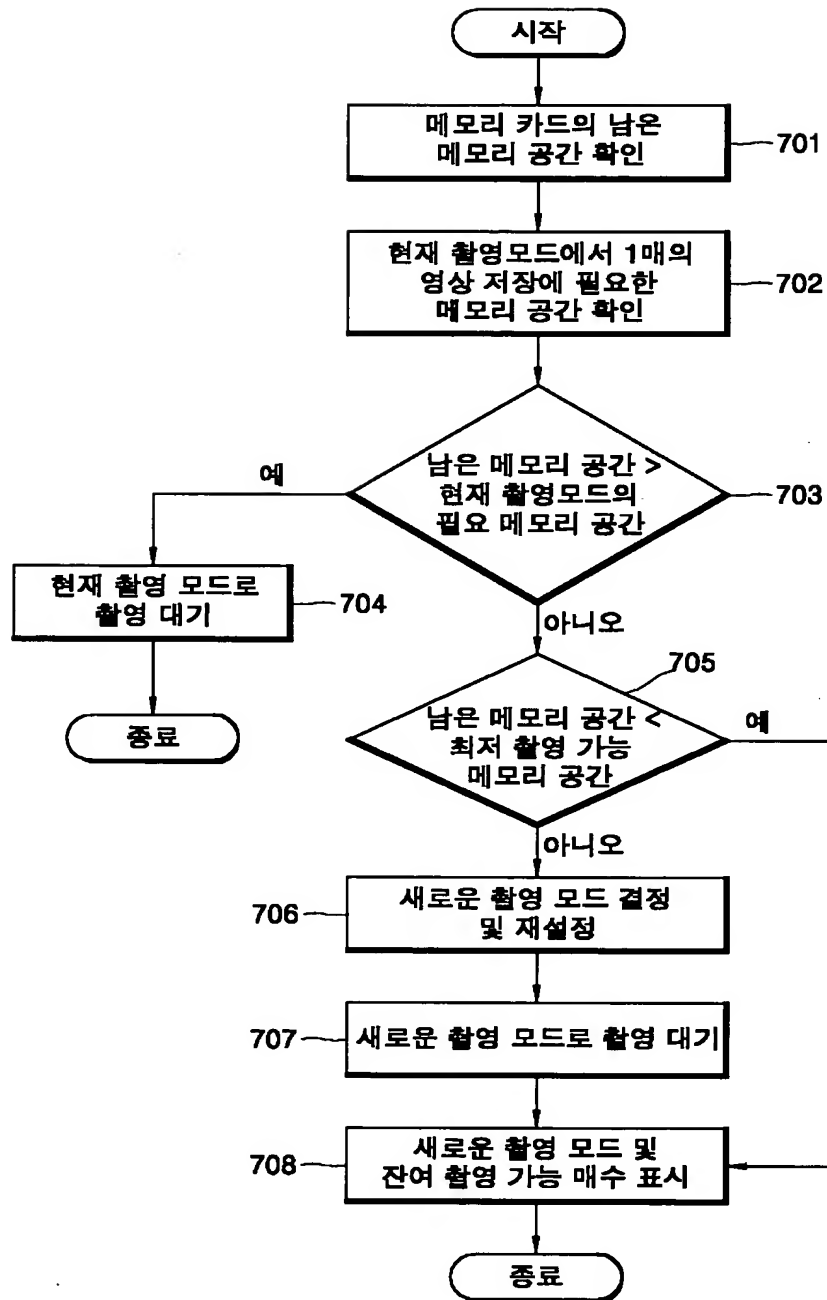 시작
메모리 카드의 남은
메모리 공간 확인
701
현재 촬영모드에서 1매의
영상 저장에 필요한
메모리 공간 확인
702
남은 메모리 공간 >
현재 촬영모드의
필요 메모리 공간
703
예
현재 촬영 모드로
촬영 대기
704
종료
아니오
705
남은 메모리 공간 <
최저 촬영 가능
메모리 공간
예
아니오
706
새로운 촬영 모드 결정
및 재설정
707
새로운 촬영 모드로 촬영 대기
708
새로운 촬영 모드 및
잔여 촬영 가능 매수 표시
종료